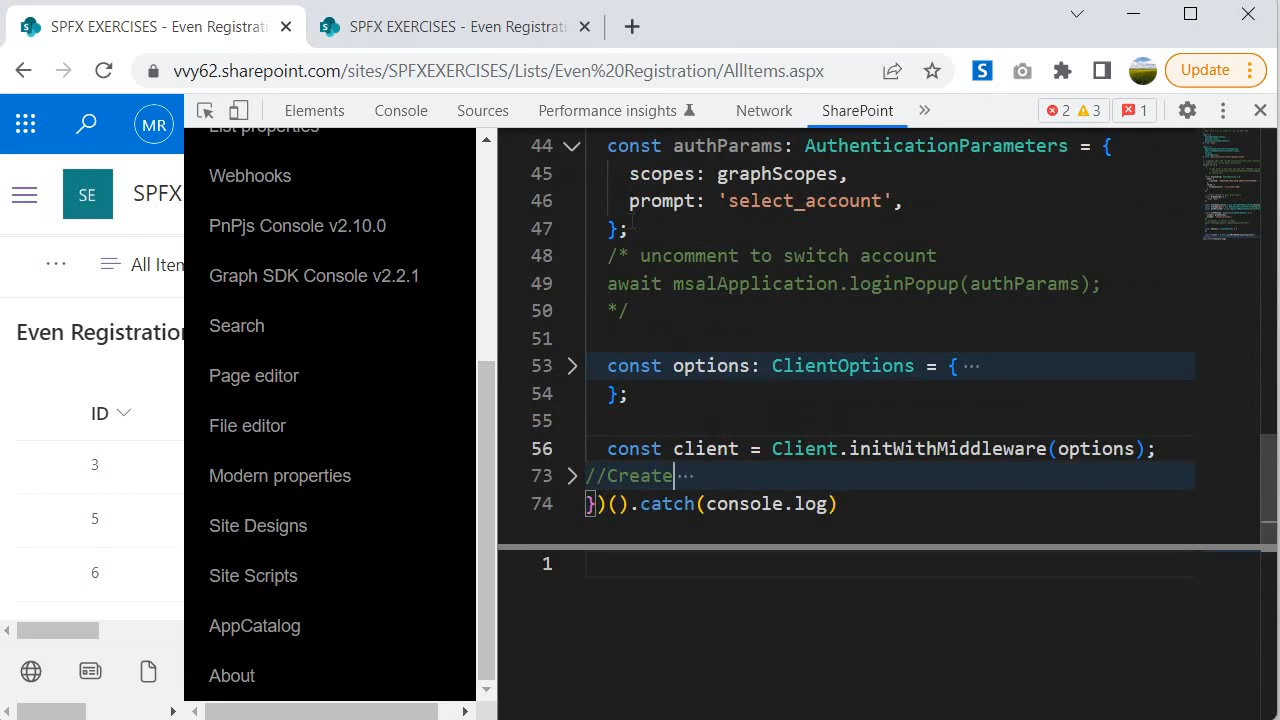 SPFX EXERCISES - Even Registrati
SPFX EXERCISES - Even Registratio
vvy62.sharepoint.com/sites/SPFXEXERCISES/Lists/Even%20Registration/AllItems.aspx
Update
Elements
Console
Sources
Performance insights
Network
SharePoint
2
3
1
MR
SE
SPFX
All Item
Even Registration
ID
3
5
6
List properties
Webhooks
PnPjs Console v2.10.0
Graph SDK Console v2.2.1
Search
Page editor
File editor
Modern properties
Site Designs
Site Scripts
AppCatalog
About
44 const authParams: AuthenticationParameters = {
45 scopes: graphScopes,
46 prompt: 'select_account',
47 };
48 /* uncomment to switch account
49 await msalApplication.loginPopup(authParams);
50 */
51
53 const options: ClientOptions = {···
54 };
55
56 const client = Client.initWithMiddleware(options);
73 //Create···
74 })().catch(console.log)
1